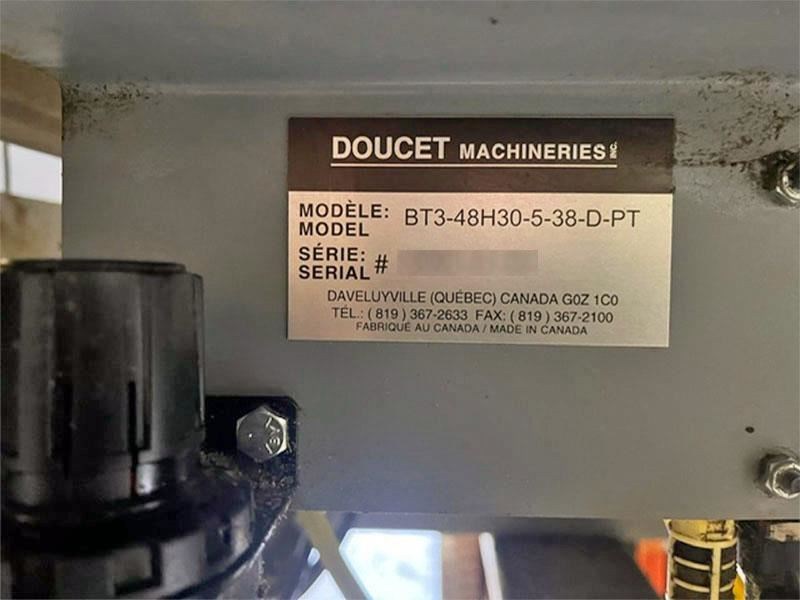 DOUCET MACHINERIES INC.
MODÈLE: BT3-48H30-5-38-D-PT
MODEL
SÉRIE: #
SERIAL
DAVELUYVILLE (QUÉBEC) CANADA G0Z 1C0
TÉL.: ( 819 ) 367-2633 FAX: ( 819 ) 367-2100
FABRIQUÉ AU CANADA / MADE IN CANADA